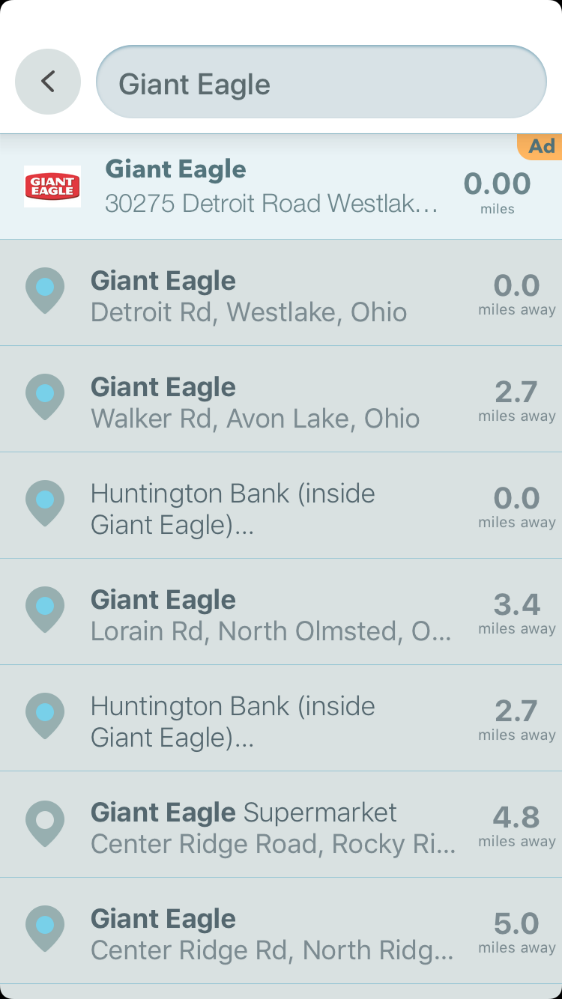 Giant Eagle
Ad
GIANT
EAGLE
Giant Eagle
30275 Detroit Road Westlak...
0.00
miles
Giant Eagle
Detroit Rd, Westlake, Ohio
0.0
miles away
Giant Eagle
Walker Rd, Avon Lake, Ohio
2.7
miles away
Huntington Bank (inside
Giant Eagle)...
0.0
miles away
Giant Eagle
Lorain Rd, North Olmsted, O...
3.4
miles away
Huntington Bank (inside
Giant Eagle)...
2.7
miles away
Giant Eagle Supermarket
Center Ridge Road, Rocky Ri...
4.8
miles away
Giant Eagle
Center Ridge Rd, North Ridg...
5.0
miles away